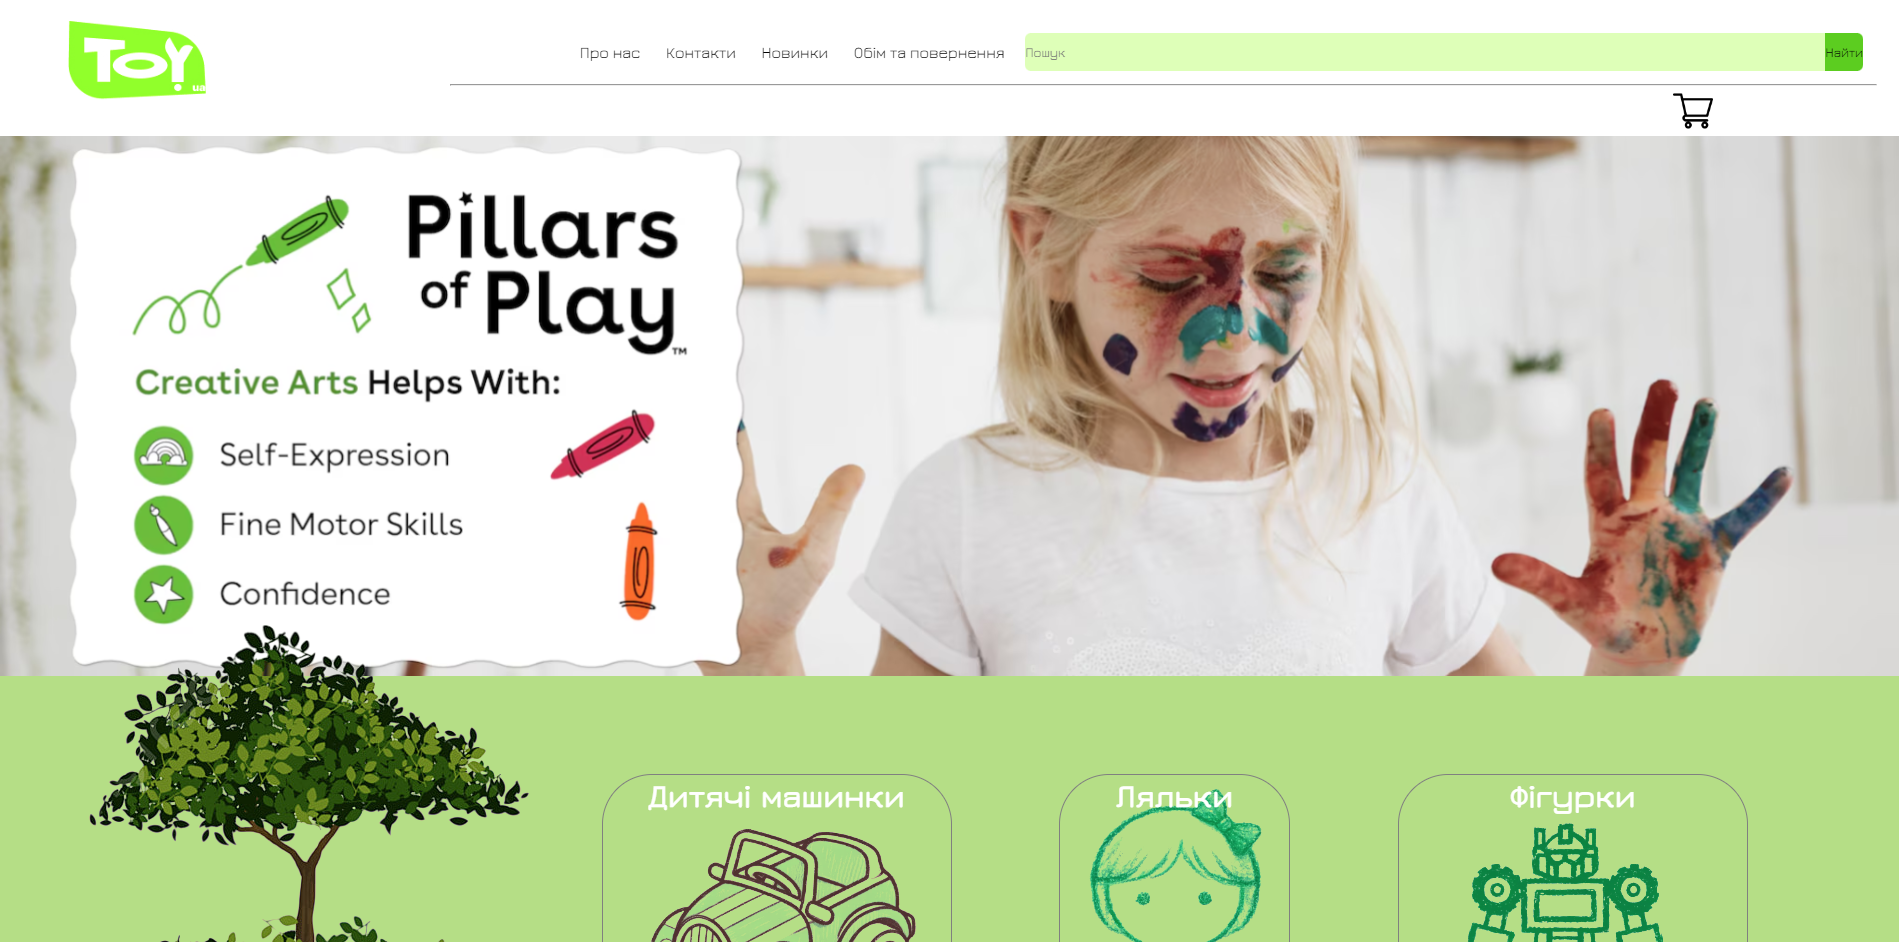 TOY!
ua
Про нас Контакти Новинки Обім та повернення Пошук Найти
Pillars
of Play™
Creative Arts Helps With:
Self-Expression
Fine Motor Skills
Confidence
Дитячі машинки Ляльки Фігурки